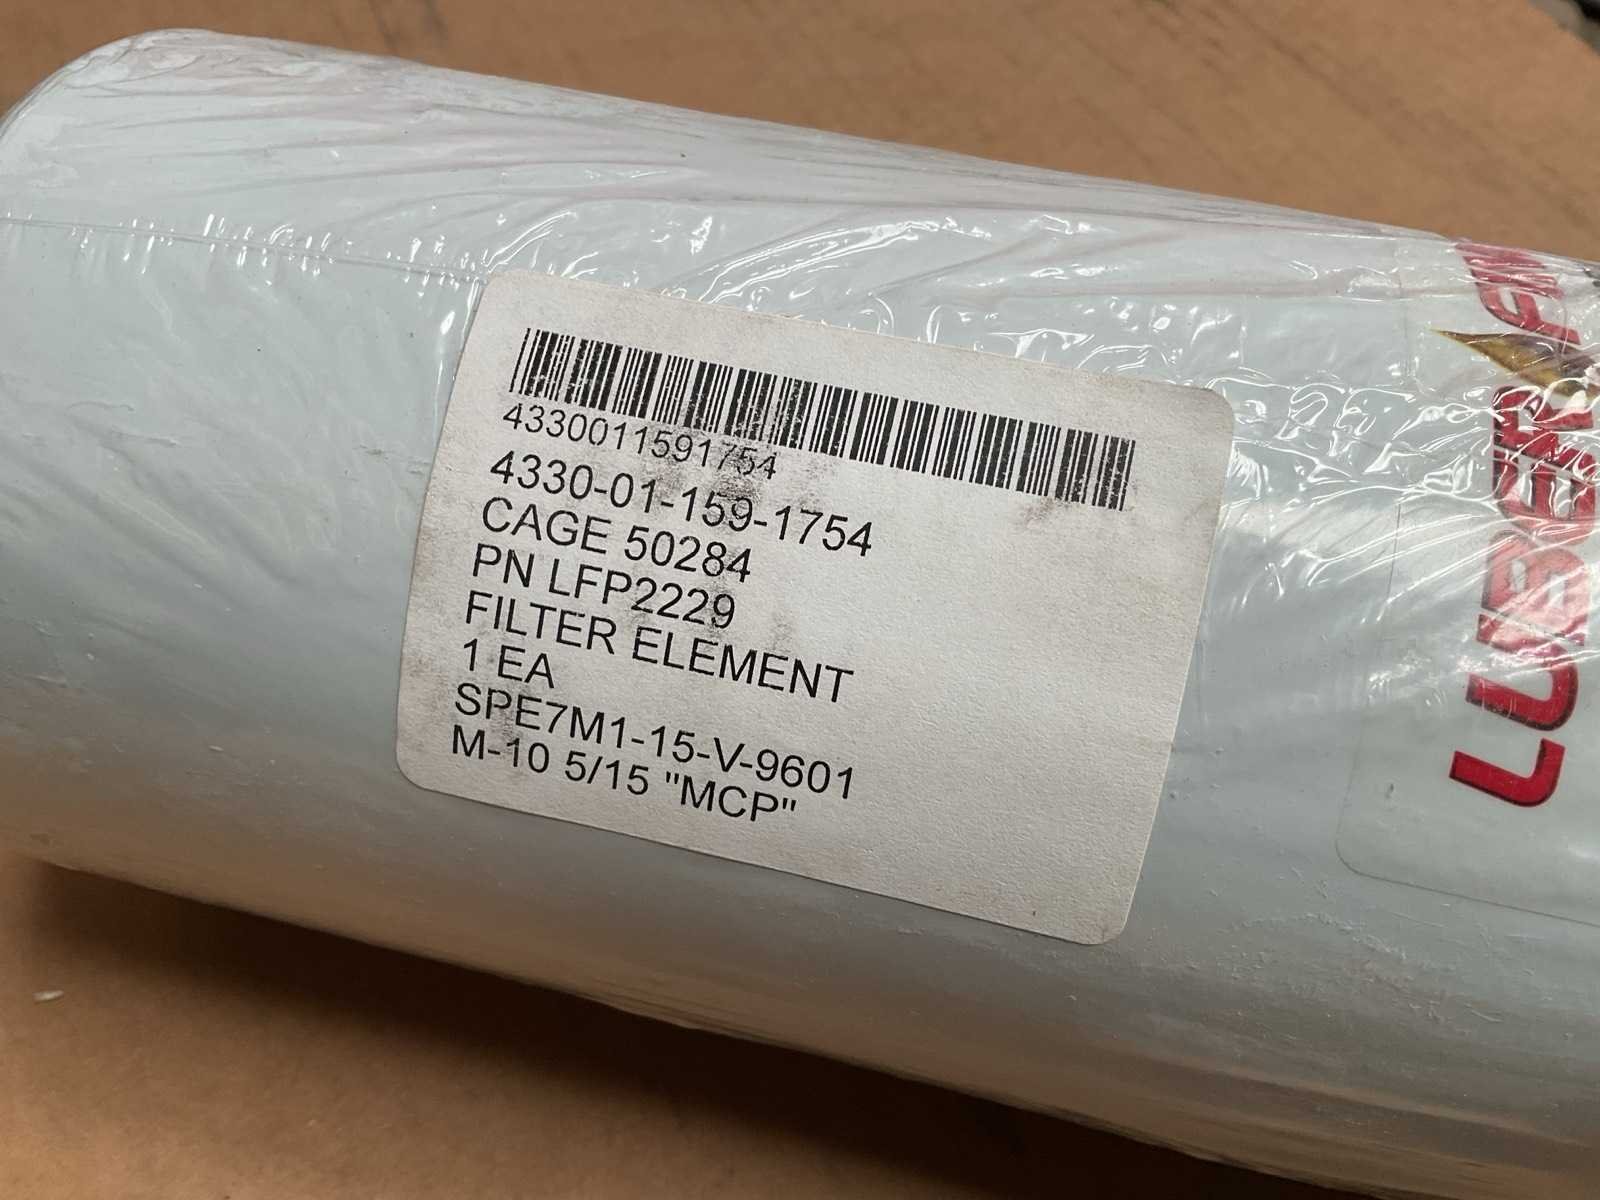 4330011591754
4330-01-159-1754
CAGE 50284
PN LFP2229
FILTER ELEMENT
1 EA
SPE7M1-15-V-9601
M-10 5/15 "MCP"
LUBER